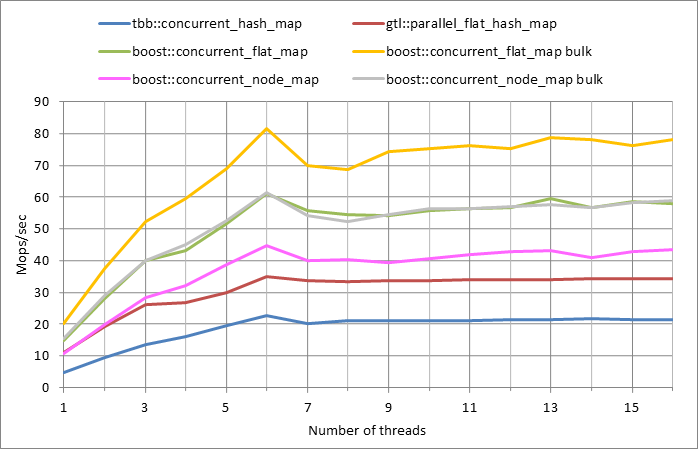 tbb::concurrent_hash_map gtl::parallel_flat_hash_map
boost::concurrent_flat_map boost::concurrent_flat_map bulk
boost::concurrent_node_map boost::concurrent_node_map bulk
90
80
70
60
50
40
30
20
10
0
Mops/sec
1 3 5 7 9 11 13 15
Number of threads